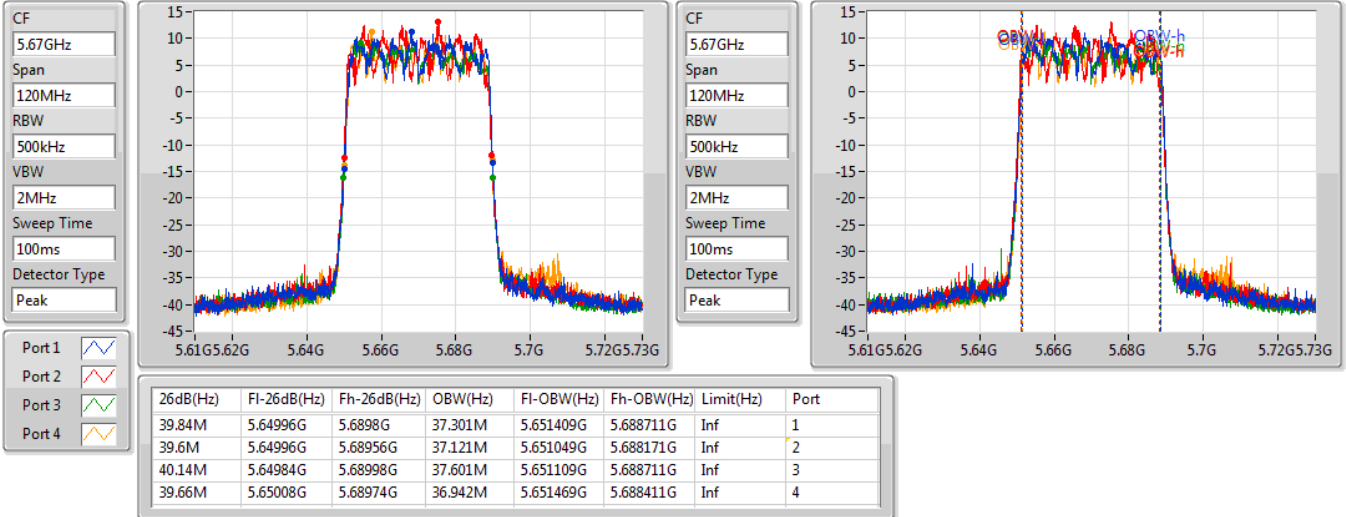 CF
5.67GHz
Span
120MHz
RBW
500kHz
VBW
2MHz
Sweep Time
100ms
Detector Type
Peak
Port 1
Port 2
Port 3
Port 4
15
10
5
0
-5
-10
-15
-20
-25
-30
-35
-40
-45
5.61G 5.62G 5.64G 5.66G 5.68G 5.7G 5.72G 5.73G
CF
5.67GHz
Span
120MHz
RBW
500kHz
VBW
2MHz
Sweep Time
100ms
Detector Type
Peak
15
10
5
0
-5
-10
-15
-20
-25
-30
-35
-40
-45
OBW-h
5.61G 5.62G 5.64G 5.66G 5.68G 5.7G 5.72G 5.73G
26dB(Hz) Fl-26dB(Hz) Fh-26dB(Hz) OBW(Hz) Fl-OBW(Hz) Fh-OBW(Hz) Limit(Hz) Port
39.84M 5.64996G 5.6898G 37.301M 5.651409G 5.688711G Inf 1
39.6M 5.64996G 5.68956G 37.121M 5.651049G 5.688171G Inf 2
40.14M 5.64984G 5.68998G 37.601M 5.651109G 5.688711G Inf 3
39.66M 5.65008G 5.68974G 36.942M 5.651469G 5.688411G Inf 4